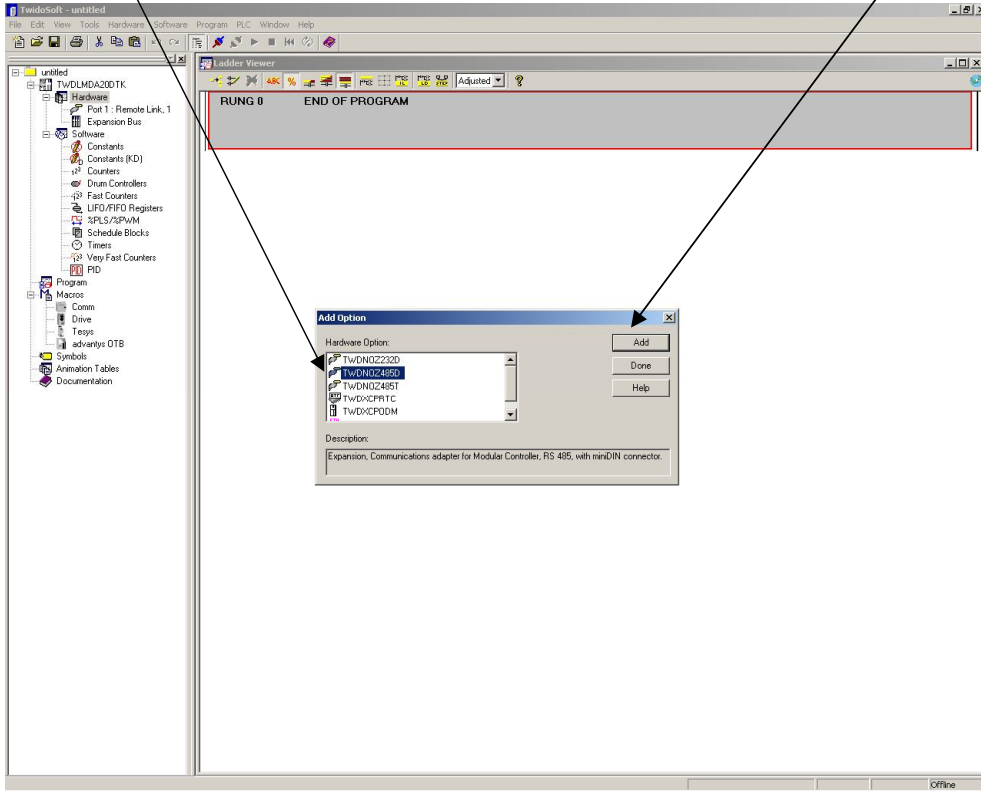 TwidoSoft - untitled
File Edit View Tools Hardware Software Program PLC Window Help
untitled
TWDLMDA20DTK
Hardware
Port 1 : Remote Link, 1
Expansion Bus
Software
Constants
Constants (KD)
Counters
Drum Controllers
Fast Counters
LIFO/FIFO Registers
%PLS/%PWM
Schedule Blocks
Timers
Very Fast Counters
PID
Program
Macros
Comm
Drive
Tesys
advantys OTB
Symbols
Animation Tables
Documentation
Ladder Viewer
ABC % Adjusted
RUNG 0 END OF PROGRAM
Add Option
Hardware Option:
TWDNOZ232D
TWDNOZ485D
TWDNOZ485T
TWDXCPRTC
TWDXCPODM
Add
Done
Help
Description:
Expansion, Communications adapter for Modular Controller, RS 485, with miniDIN connector.
Offline